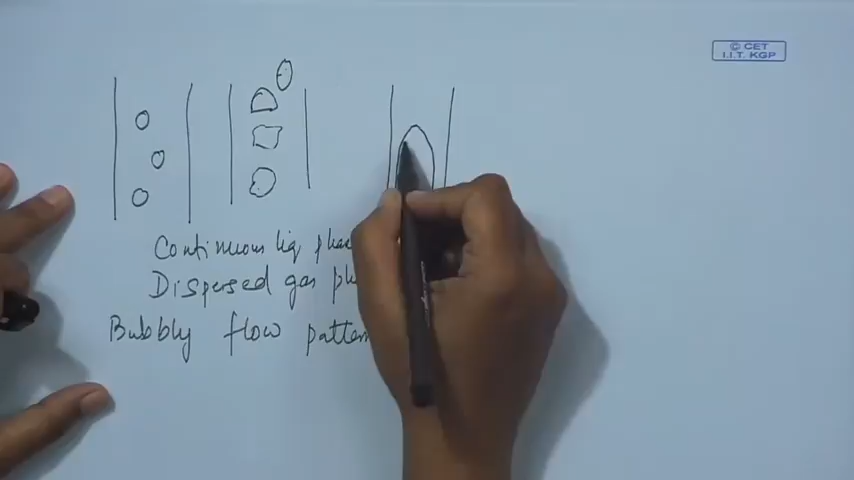 © CET
I.I.T. KGP
Continuous liq
Dispersed gas
Bubbly flow pattern